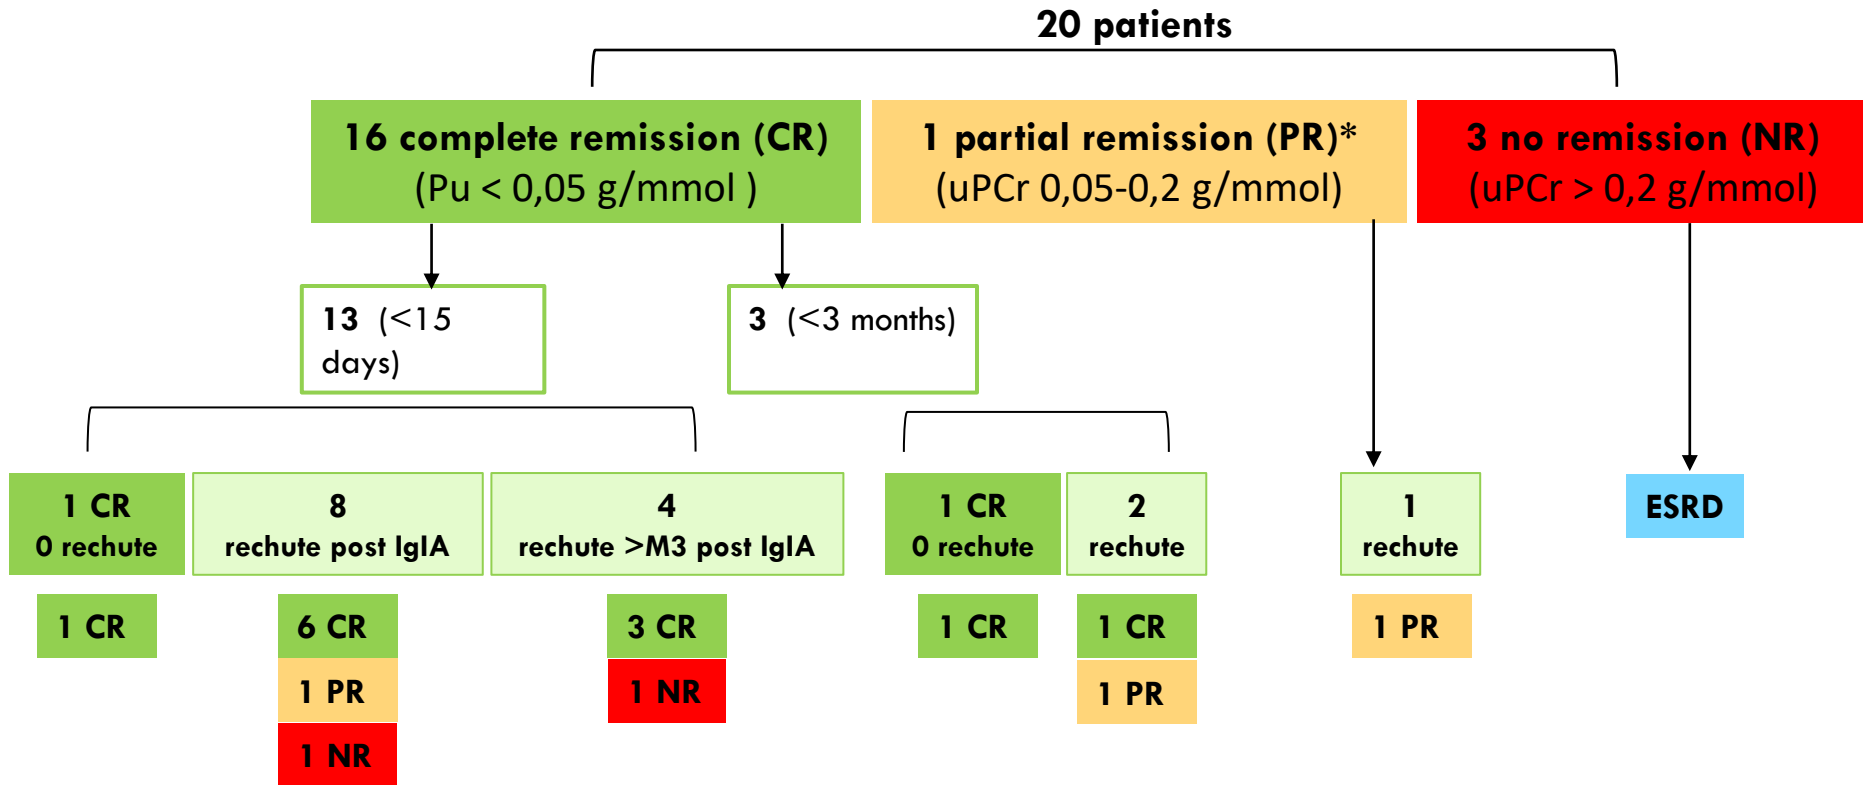 20 patients
16 complete remission (CR)
(Pu < 0,05 g/mmol )
1 partial remission (PR)*
(uPCr 0,05-0,2 g/mmol)
3 no remission (NR)
(uPCr > 0,2 g/mmol)
13 (<15
days)
3 (<3 months)
1 CR
0 rechute
8
rechute post IgIA
4
rechute >M3 post IgIA
1 CR
0 rechute
2
rechute
1
rechute
ESRD
1 CR
6 CR
3 CR
1 CR
1 CR
1 PR
1 PR
1 NR
1 PR
1 NR